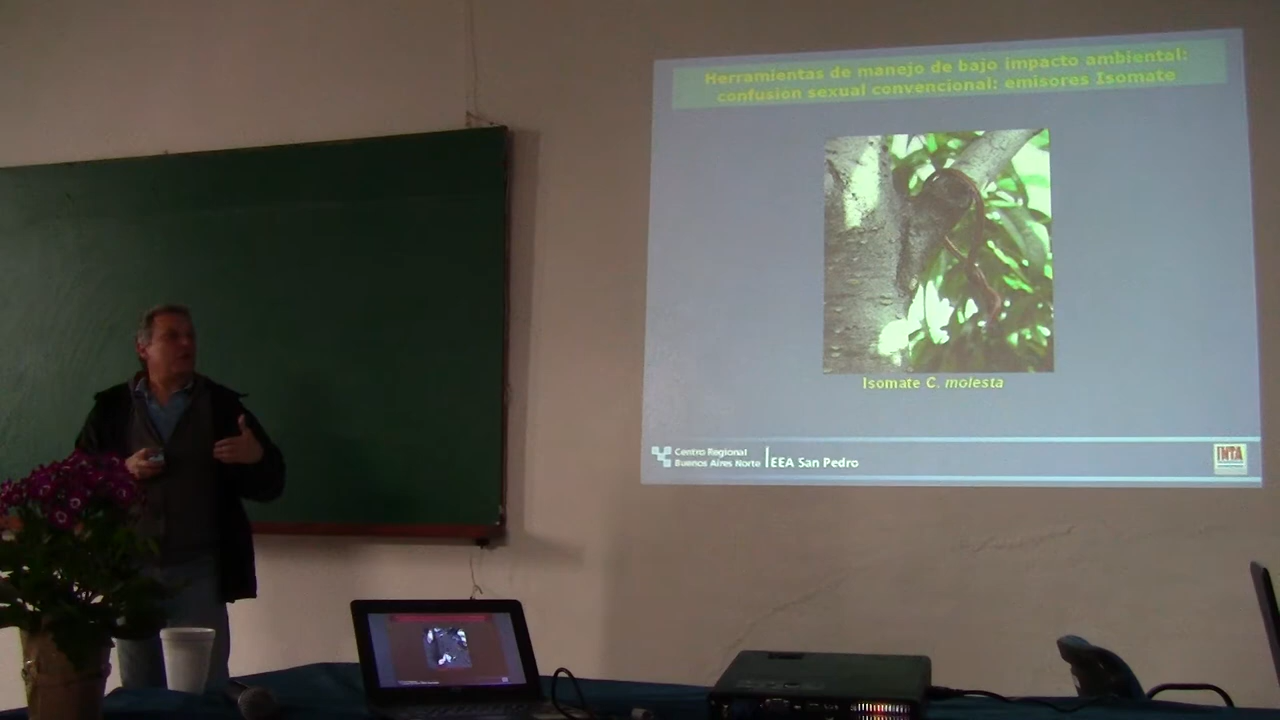 Herramientas de manejo de bajo impacto ambiental:
confusion sexual convencional: emisores Isomate
Isomate C. molesta
Centro Regional
Buenos Aires Norte
EEA San Pedro
INTA